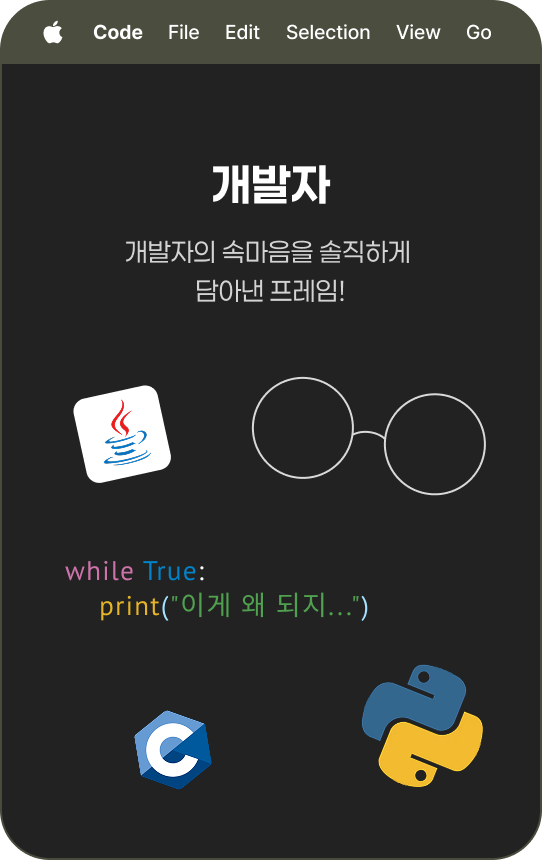 Code File Edit Selection View Go
개발자
개발자의 속마음을 솔직하게
담아낸 프레임!
while True:
print("이게 왜 되지...")
C